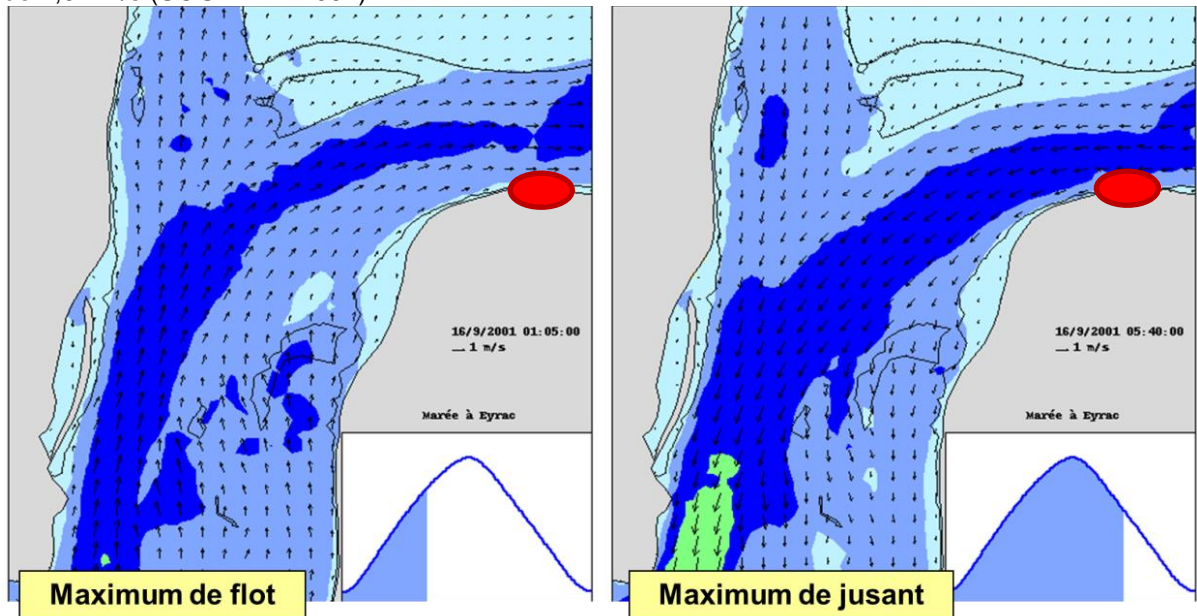 16/9/2001 01:05:00
1 m/s
Marée à Eyrac
Maximum de flot
16/9/2001 05:40:00
1 m/s
Marée à Eyrac
Maximum de jusant